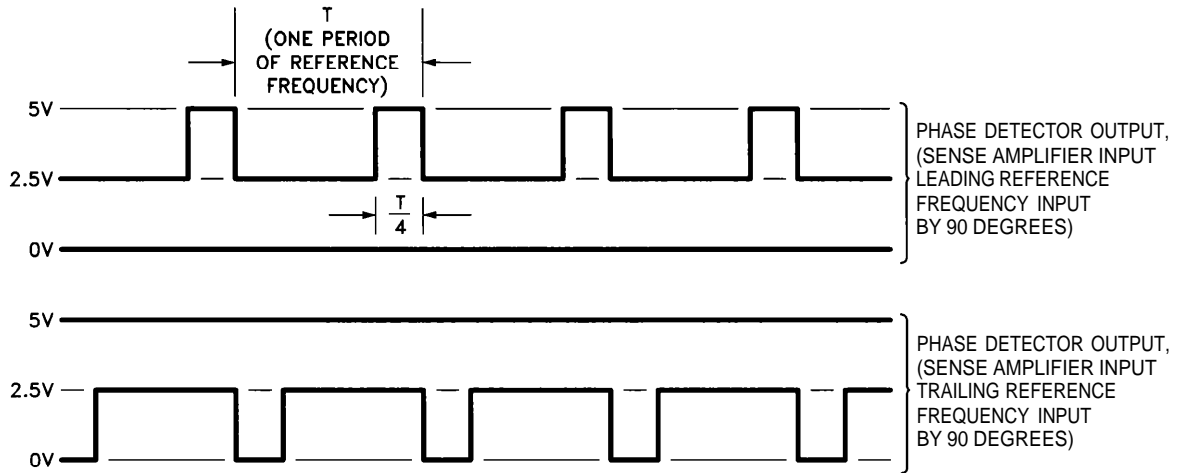 T
(ONE PERIOD
OF REFERENCE
FREQUENCY)
5V
2.5V
T
4
0V
PHASE DETECTOR OUTPUT,
(SENSE AMPLIFIER INPUT
LEADING REFERENCE
FREQUENCY INPUT
BY 90 DEGREES)
5V
2.5V
0V
PHASE DETECTOR OUTPUT,
(SENSE AMPLIFIER INPUT
TRAILING REFERENCE
FREQUENCY INPUT
BY 90 DEGREES)